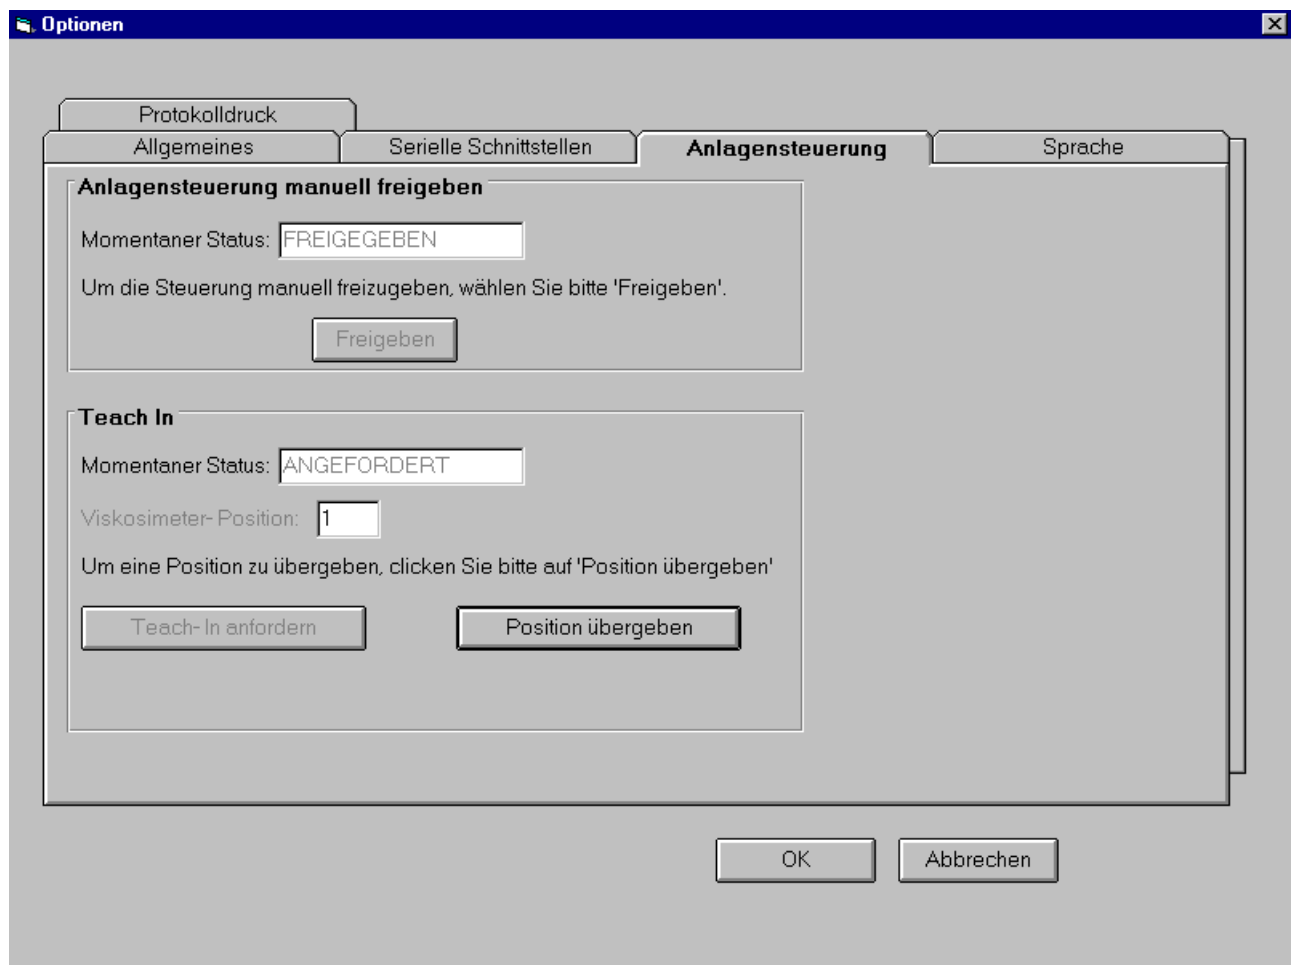 Optionen
Protokolldruck
Allgemeines
Serielle Schnittstellen
Anlagensteuerung
Sprache
Anlagensteuerung manuell freigeben
Momentaner Status: FREIGEGEBEN
Um die Steuerung manuell freizugeben, wählen Sie bitte 'Freigeben'.
Freigeben
Teach In
Momentaner Status: ANGEFORDERT
Viskosimeter-Position: 1
Um eine Position zu übergeben, clicken Sie bitte auf 'Position übergeben'
Teach-In anfordern
Position übergeben
OK
Abbrechen